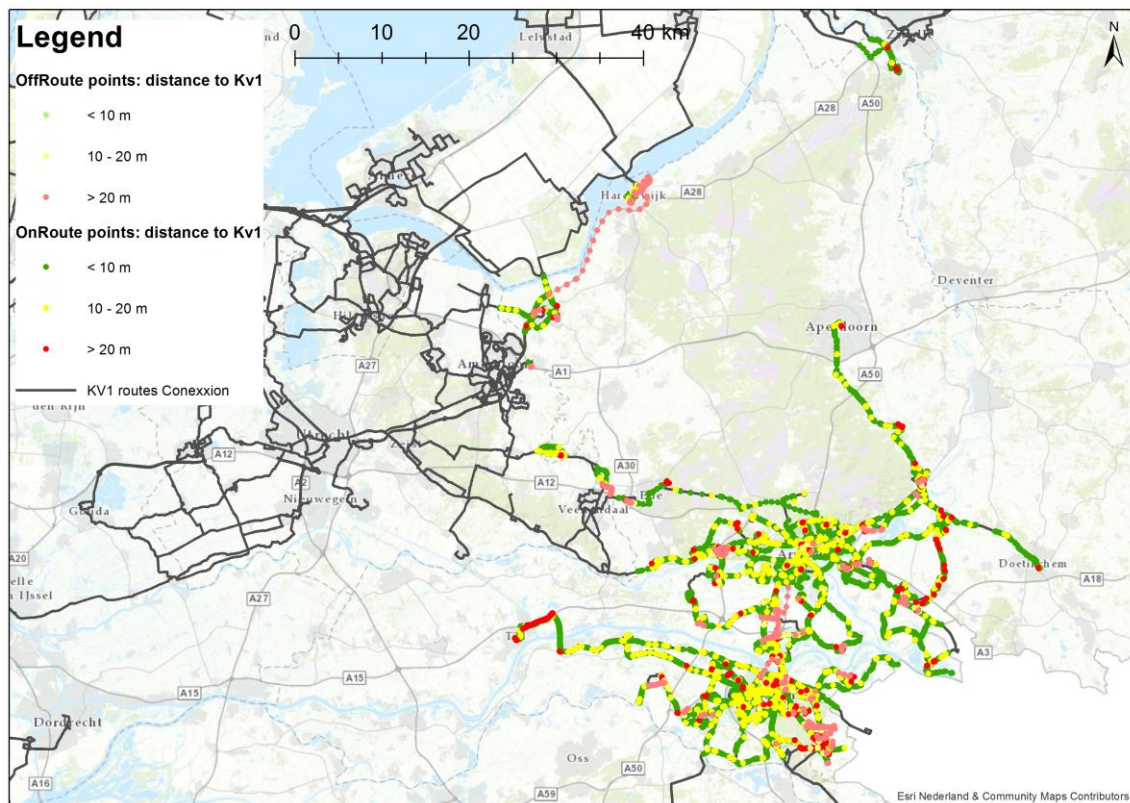 Legend
OffRoute points: distance to Kv1
< 10 m
10 - 20 m
> 20 m
OnRoute points: distance to Kv1
< 10 m
10 - 20 m
> 20 m
KV1 routes Conexxion
0 20 40 km
N
Lelystad
A50
A28
A28
Deventer
A27
A1
A50
A30
A12
A12
A2
Utrecht
Nieuwegein
Gouda
A20
Doetinchem
A18
A27
A3
A15
A15
Dordrecht
Oss
A50
A16
A59
Esri Nederland & Community Maps Contributors